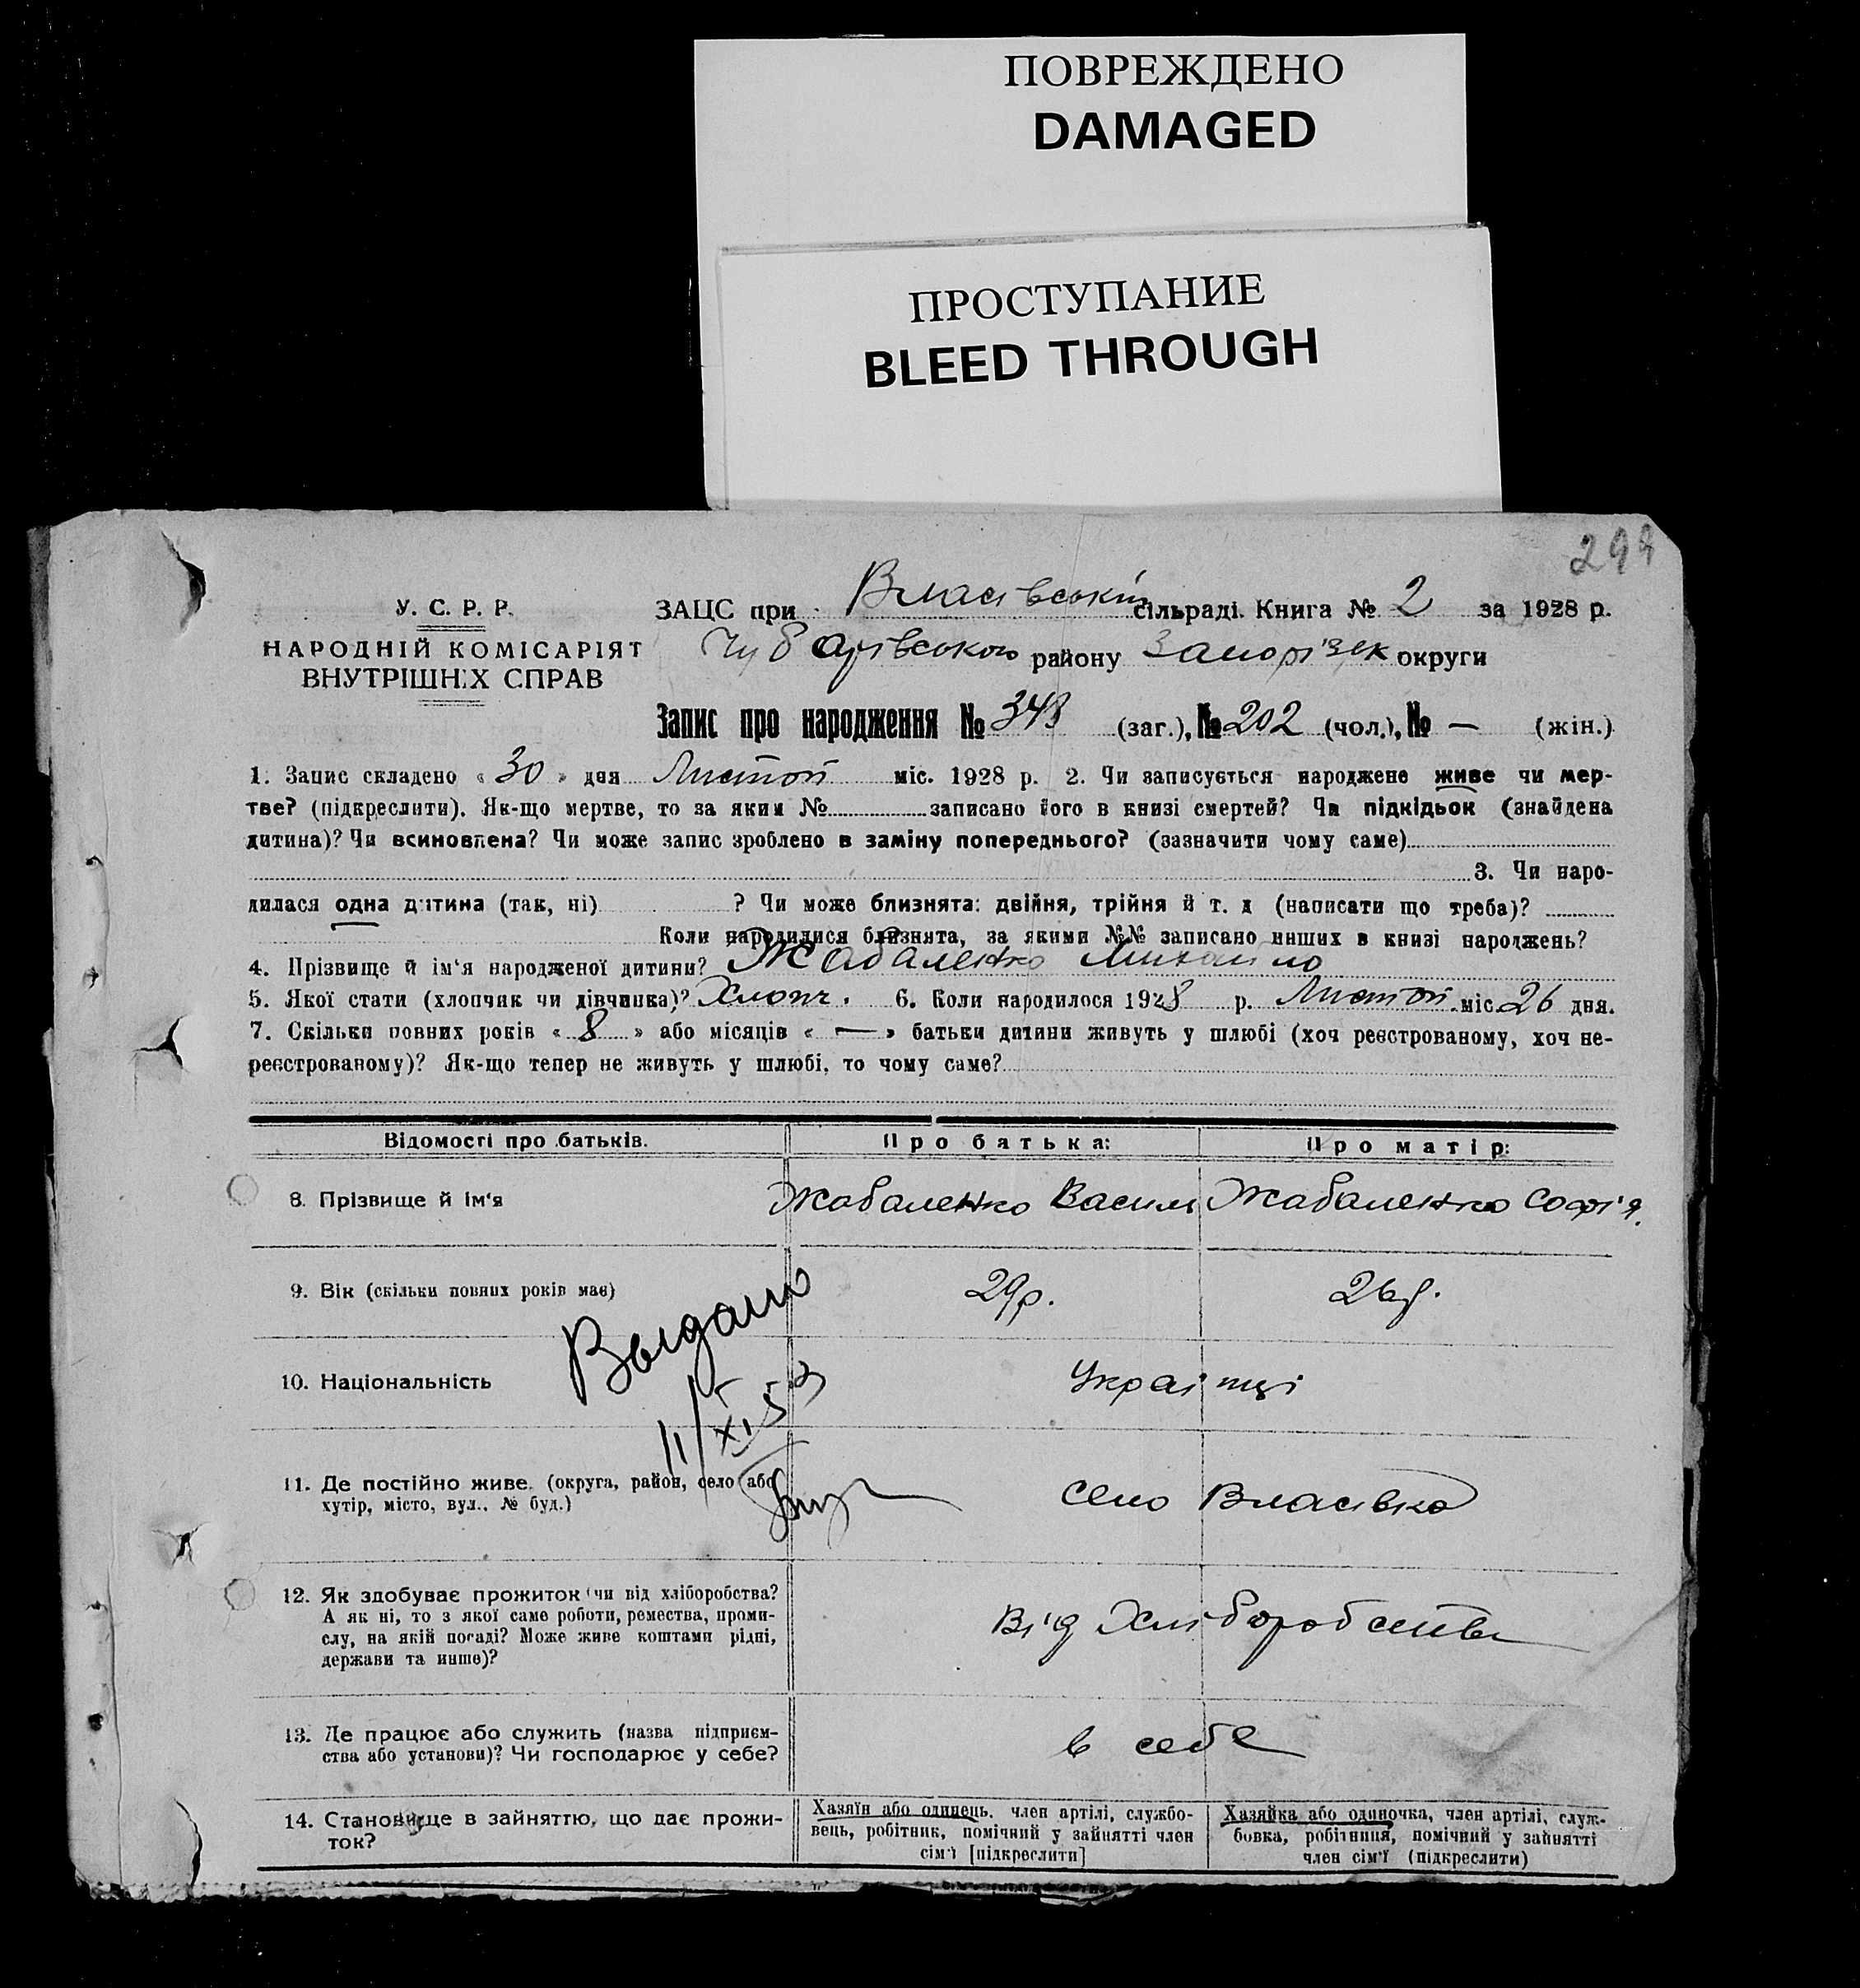 ПОВРЕЖДЕНО
DAMAGED
ПРОСТУПАНИЕ
BLEED THROUGH
299
У. С. Р. Р.
НАРОДНІЙ КОМІСАРІЯТ
ВНУТРІШНІХ СПРАВ
ЗАЦС при Власівській сільраді. Книга № 2 за 1928 р.
Чубарівського району Запорізьк округи
Запис про народження № 348 (заг.), № 202 (чол.), № — (жін.)
1. Запис складено «30» дня Листоп міс. 1928 р. 2. Чи записується народжене живе чи мер-
тве? (підкреслити). Як-що мертве, то за яким № записано його в книзі смертей? Чи підкідьок (знайдена
дитина)? Чи всиновлена? Чи може запис зроблено в заміну попереднього? (зазначити чому саме)
3. Чи наро-
дилася одна дитина (так, ні) ? Чи може близнята: двійня, трійня й т. д (написати що треба)?
Коли народилися близнята, за якими №№ записано инших в книзі народжень?
4. Прізвище й ім‘я народженої дитини? Жабаленко Михайло
5. Якої стати (хлопчик чи дівчинка)? Хлопч. 6. Коли народилося 1928 р. Листоп. міс. 26 дня.
7. Скільки повних років «8» або місяців «—» батьки дитини живуть у шлюбі (хоч реєстрованому, хоч не-
реєстрованому)? Як-що тепер не живуть у шлюбі, то чому саме?
Відомості про батьків. Про батька: Про матір:
8. Прізвище й ім‘я Жабаленко Василь Жабаленко Софія.
9. Вік (скільки повних років має) 29р. 26р.
Выдано
11/XI 53
10. Національність Українці
11. Де постійно живе. (округа, район, село або
хутір, місто, вул., № буд.) село Власівка
12. Як здобуває прожиток (чи від хліборобства?
А як ні, то з якої саме роботи, ремества, проми-
слу, на якій посаді? Може живе коштами рідні,
держави та инше)? Від Хліборобства
13. Де працює або служить (назва підприєм-
ства або установи)? Чи господарює у себе? в себе
14. Становище в зайняттю, що дає прожи-
ток?
Хазяїн або одинець. член артілі, службо-
вець, робітник, помічний у зайнятті член
сім‘ї [підкреслити]
Хазяйка або одиночка, член артілі, служ-
бовка, робітниця, помічний у зайнятті
член сім‘ї (підкреслити)